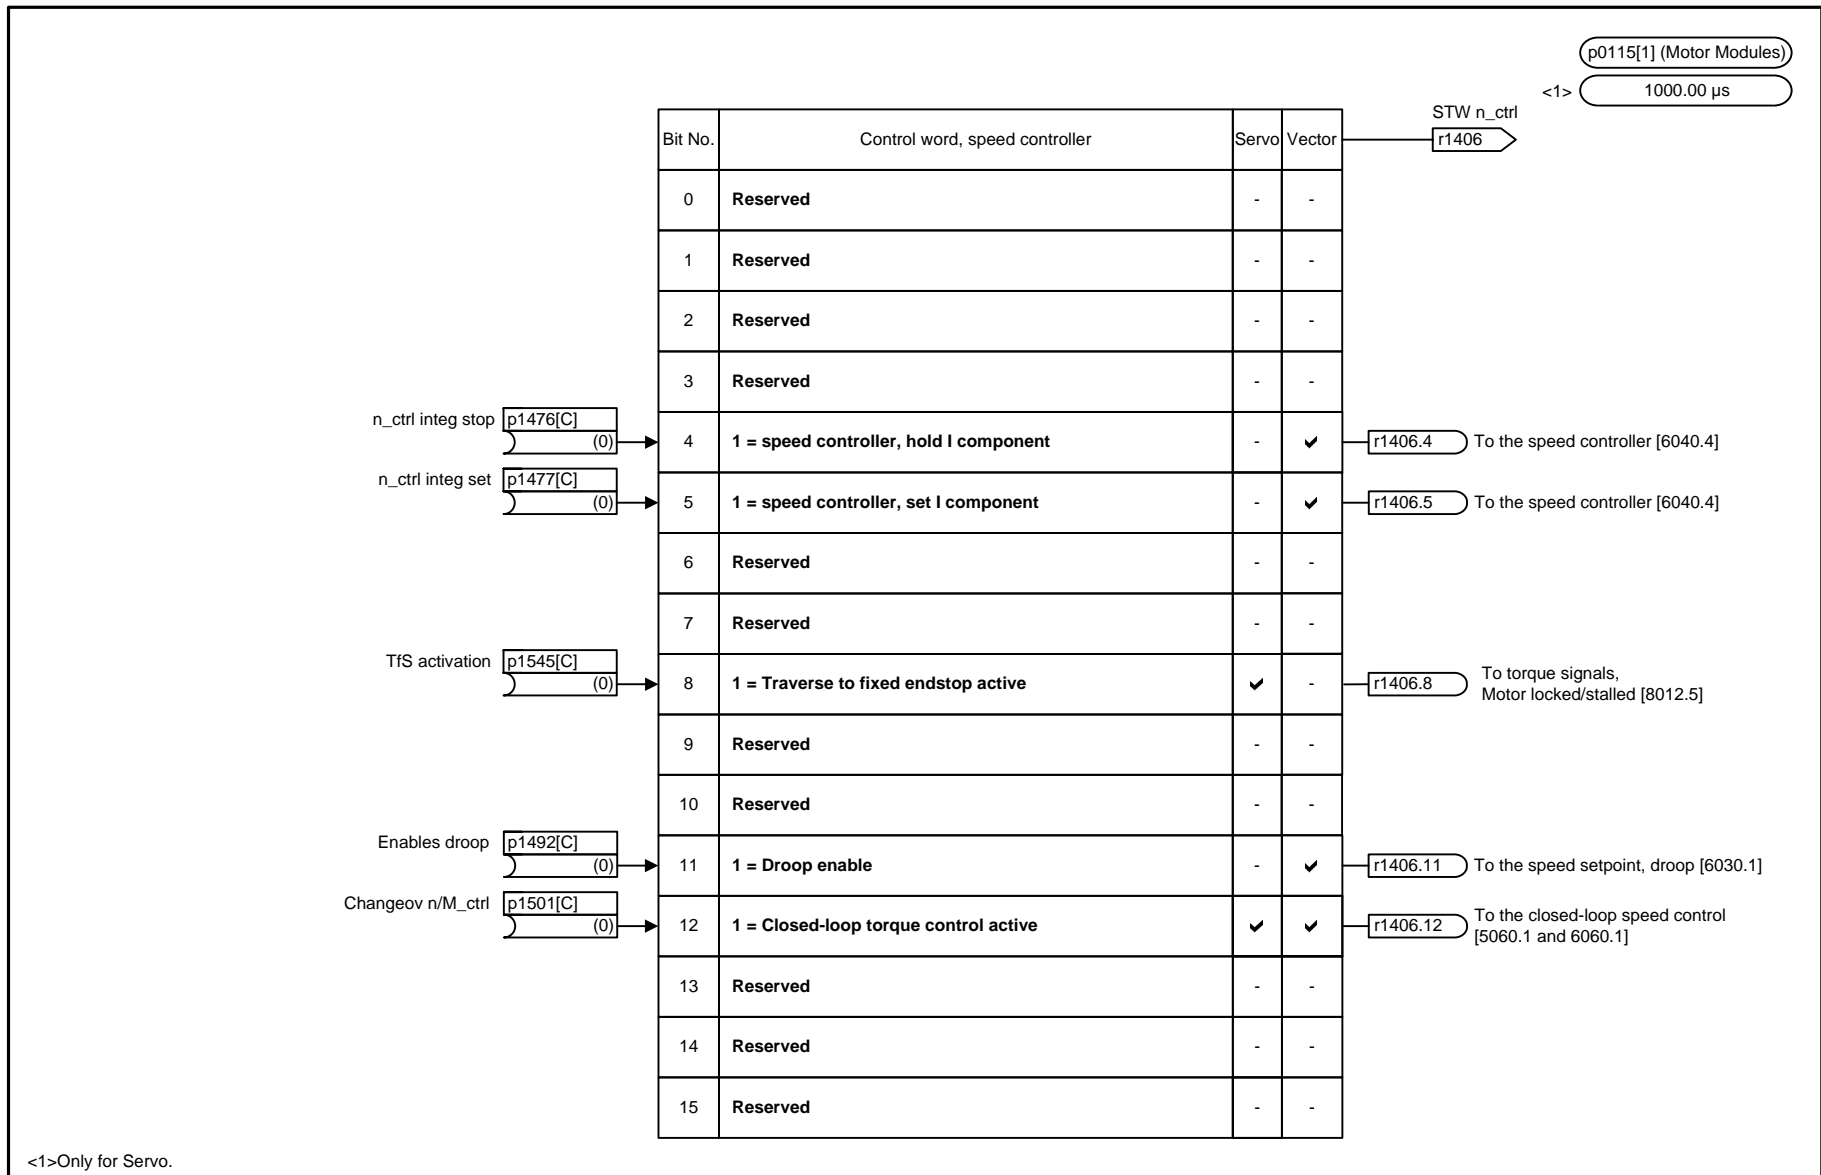 p0115[1] (Motor Modules)
<1> 1000.00 µs
STW n_ctrl
Bit No. Control word, speed controller Servo Vector r1406
0 Reserved - -
1 Reserved - -
2 Reserved - -
3 Reserved - -
n_ctrl integ stop p1476[C]
(0) 4 1 = speed controller, hold I component - ✔ r1406.4 To the speed controller [6040.4]
n_ctrl integ set p1477[C]
(0) 5 1 = speed controller, set I component - ✔ r1406.5 To the speed controller [6040.4]
6 Reserved - -
7 Reserved - -
TfS activation p1545[C]
(0) 8 1 = Traverse to fixed endstop active ✔ - r1406.8 To torque signals,
Motor locked/stalled [8012.5]
9 Reserved - -
10 Reserved - -
Enables droop p1492[C]
(0) 11 1 = Droop enable - ✔ r1406.11 To the speed setpoint, droop [6030.1]
Changeov n/M_ctrl p1501[C]
(0) 12 1 = Closed-loop torque control active ✔ ✔ r1406.12 To the closed-loop speed control
[5060.1 and 6060.1]
13 Reserved - -
14 Reserved - -
15 Reserved - -
<1>Only for Servo.